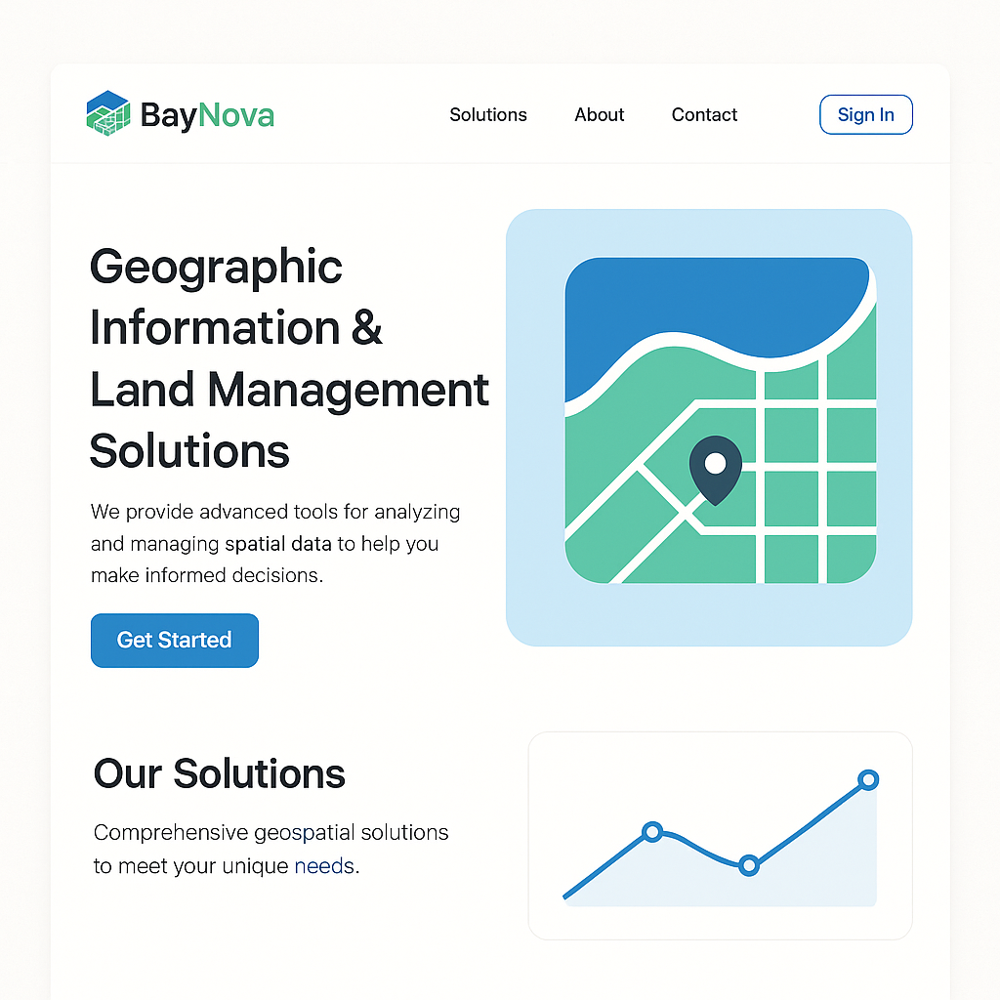 BayNova
Solutions About Contact Sign In
Geographic
Information &
Land Management
Solutions
We provide advanced tools for analyzing
and managing spatial data to help you
make informed decisions.
Get Started
Our Solutions
Comprehensive geospatial solutions
to meet your unique needs.